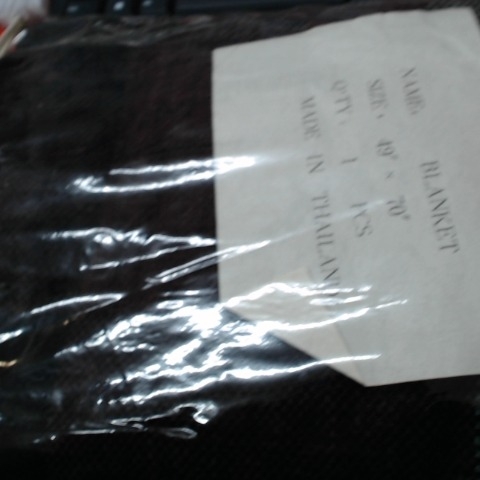 NAME: BLANKET
SIZE: 49" × 70"
QTY: 1 PCS
MADE IN THAILAND